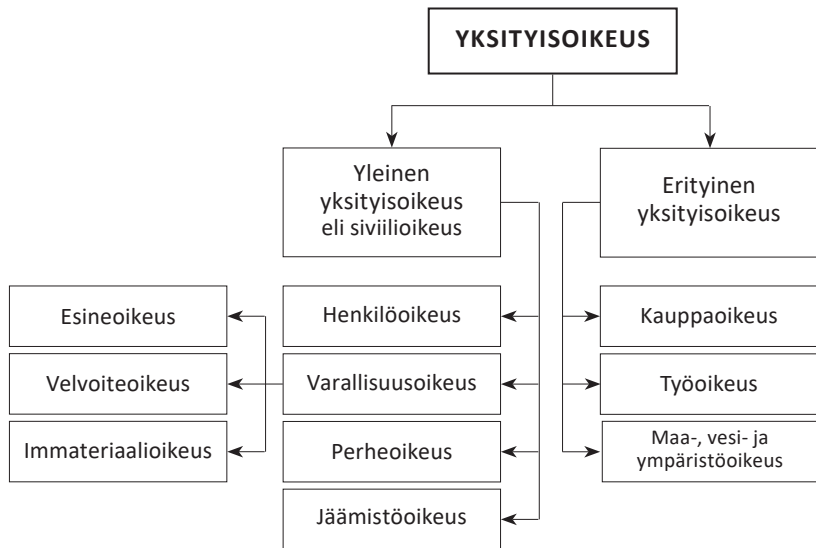 YKSITYISOIKEUS
Yleinen
yksityisoikeus
eli siviilioikeus
Erityinen
yksityisoikeus
Esineoikeus
Henkilöoikeus
Kauppaoikeus
Velvoiteoikeus
Varallisuusoikeus
Työoikeus
Immateriaalioikeus
Perheoikeus
Maa-, vesi- ja
ympäristöoikeus
Jäämistöoikeus